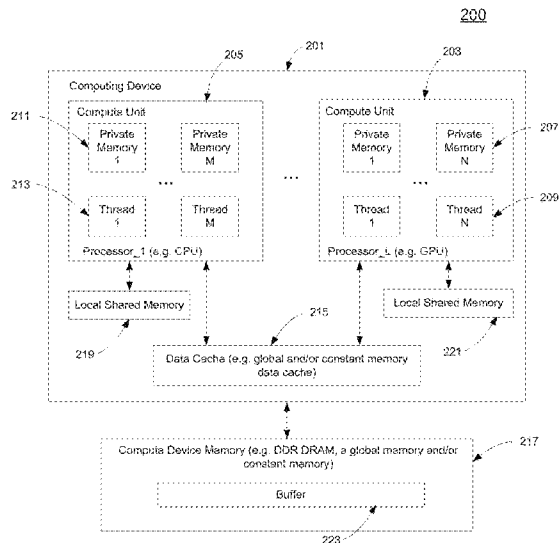 200
201
205
203
Computing Device
Compute Unit
Compute Unit
211
Private Memory 1
Private Memory M
Private Memory 1
Private Memory N
207
...
...
...
213
Thread 1
Thread M
Thread 1
Thread N
209
Processor_1 (e.g. CPU)
Processor_L (e.g. GPU)
Local Shared Memory
Local Shared Memory
219
215
221
Data Cache (e.g. global and/or constant memory
data cache)
Compute Device Memory (e.g. DDR DRAM, a global memory and/or
constant memory)
217
Buffer
223